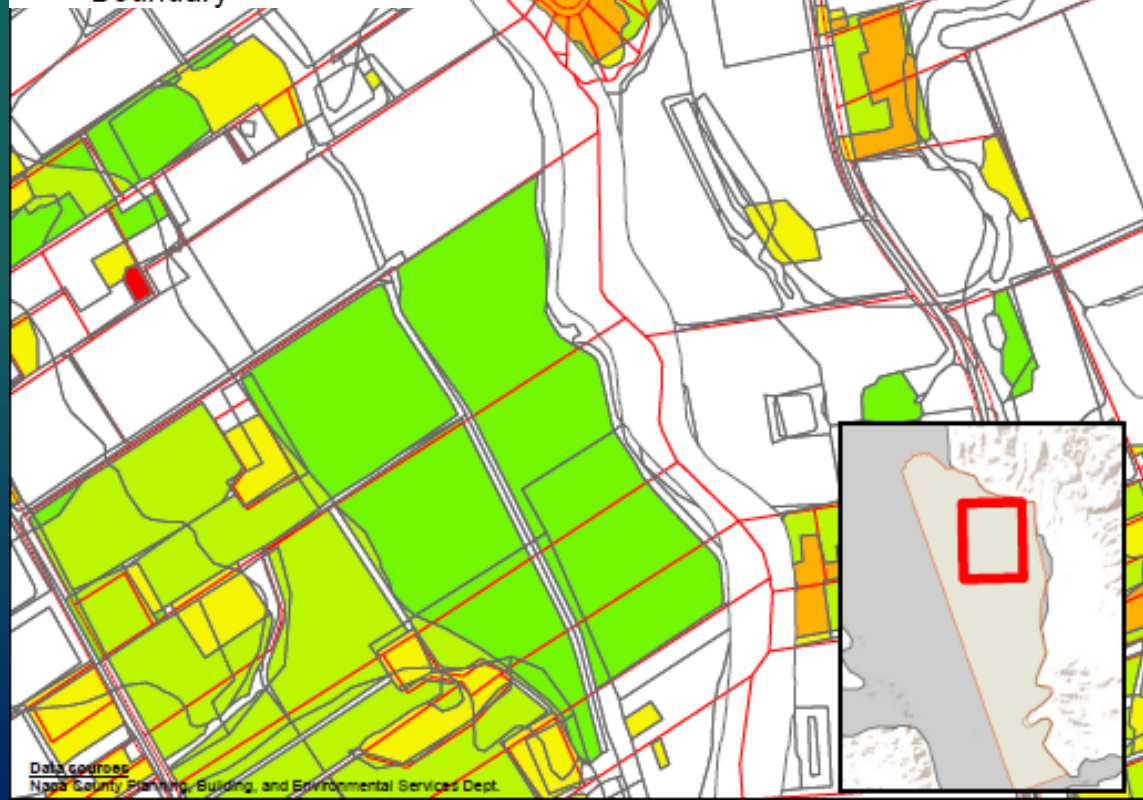 Boundary
Data sources
Napa County Planning, Building, and Environmental Services Dept.